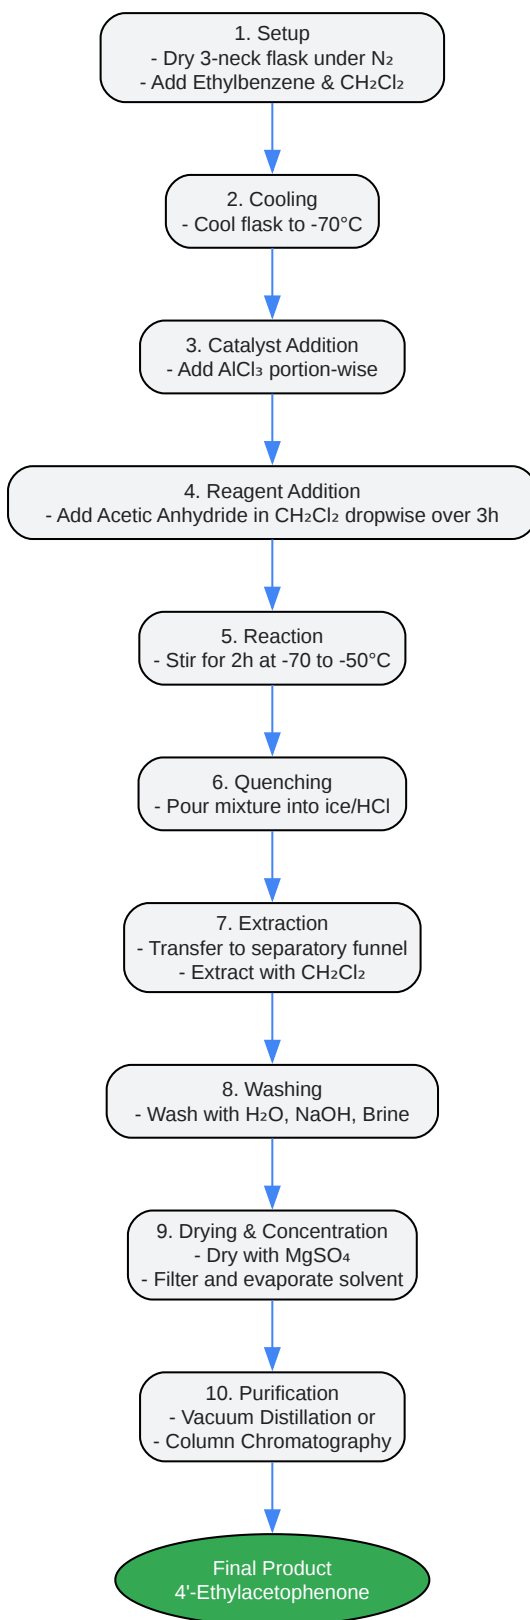 1. Setup
- Dry 3-neck flask under N₂
- Add Ethylbenzene & CH₂Cl₂
2. Cooling
- Cool flask to -70°C
3. Catalyst Addition
- Add AlCl₃ portion-wise
4. Reagent Addition
- Add Acetic Anhydride in CH₂Cl₂ dropwise over 3h
5. Reaction
- Stir for 2h at -70 to -50°C
6. Quenching
- Pour mixture into ice/HCl
7. Extraction
- Transfer to separatory funnel
- Extract with CH₂Cl₂
8. Washing
- Wash with H₂O, NaOH, Brine
9. Drying & Concentration
- Dry with MgSO₄
- Filter and evaporate solvent
10. Purification
- Vacuum Distillation or
- Column Chromatography
Final Product
4'-Ethylacetophenone